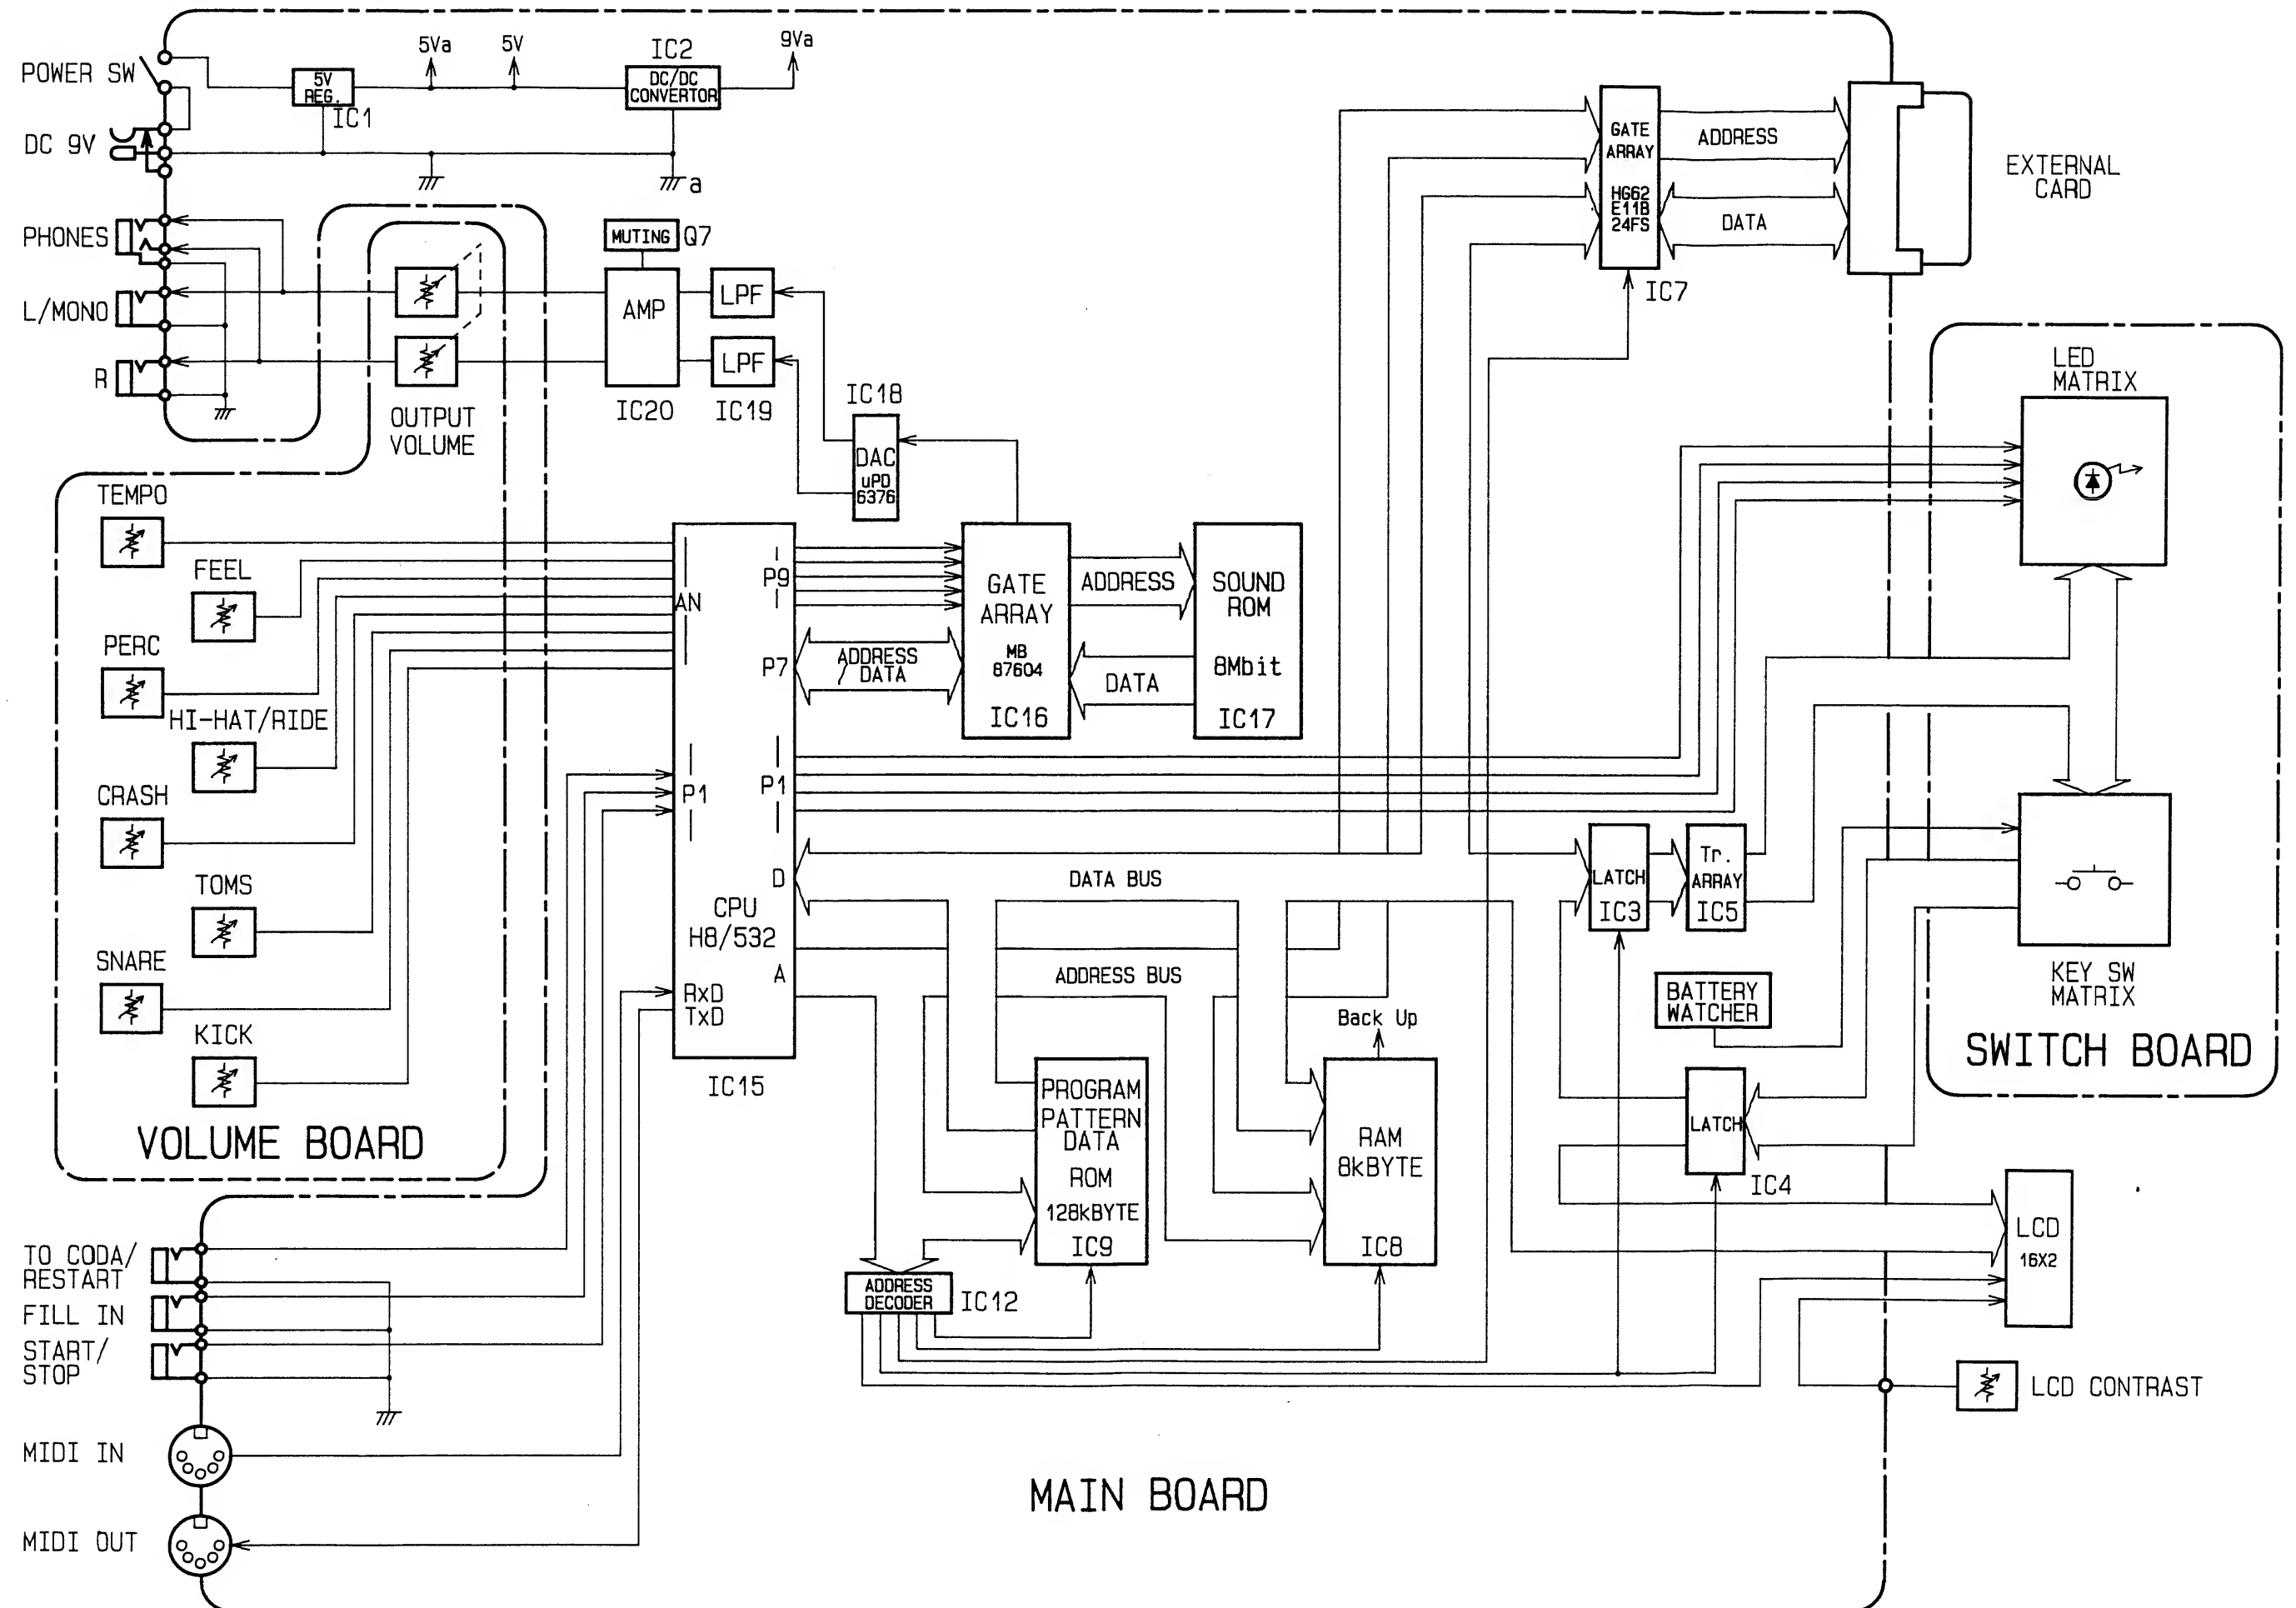 POWER SW
DC 9V
5V
REG.
IC1
5Va
5V
IC2
DC/DC
CONVERTOR
9Va
a
PHONES
L/MONO
R
OUTPUT
VOLUME
MUTING
Q7
AMP
IC20
LPF
LPF
IC19
IC18
DAC
uPD
6376
GATE
ARRAY
HG62
E11B
24FS
IC7
ADDRESS
DATA
EXTERNAL
CARD
TEMPO
FEEL
PERC
HI-HAT/RIDE
CRASH
TOMS
SNARE
KICK
VOLUME BOARD
AN
P9
P7
P1
P1
D
CPU
H8/532
A
RxD
TxD
IC15
ADDRESS
/ DATA
GATE
ARRAY
MB
87604
IC16
ADDRESS
DATA
SOUND
ROM
8Mbit
IC17
DATA BUS
ADDRESS BUS
Back Up
PROGRAM
PATTERN
DATA
ROM
128kBYTE
IC9
RAM
8kBYTE
IC8
ADDRESS
DECODER
IC12
LATCH
IC3
Tr.
ARRAY
IC5
BATTERY
WATCHER
LATCH
IC4
LED
MATRIX
KEY SW
MATRIX
SWITCH BOARD
LCD
16X2
LCD CONTRAST
TO CODA/
RESTART
FILL IN
START/
STOP
MIDI IN
MIDI OUT
MAIN BOARD